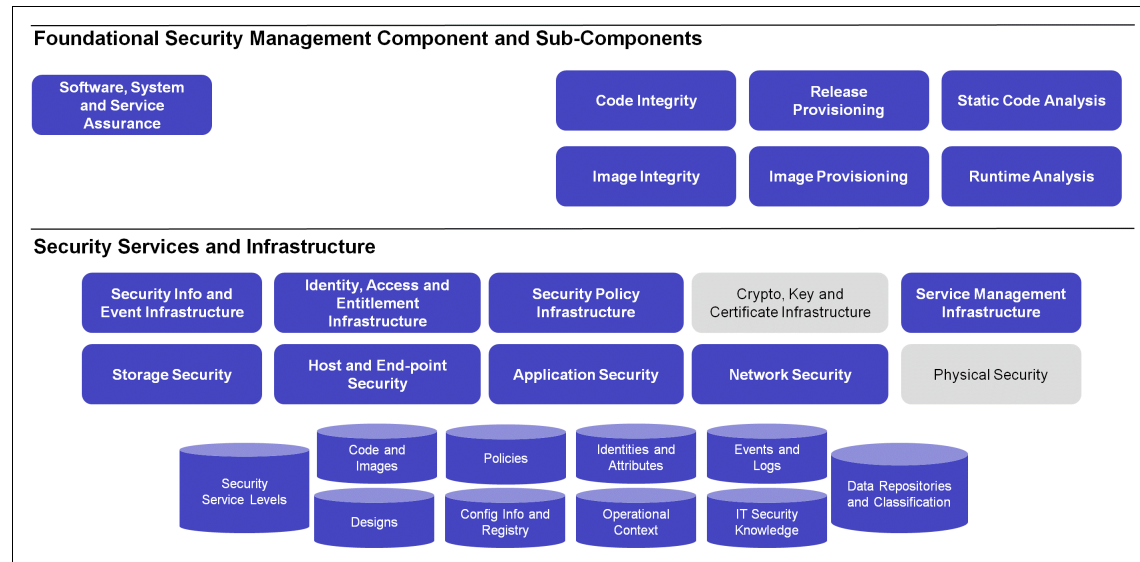 Foundational Security Management Component and Sub-Components
Software, System
and Service
Assurance
Code Integrity
Release
Provisioning
Static Code Analysis
Image Integrity
Image Provisioning
Runtime Analysis
Security Services and Infrastructure
Security Info and
Event Infrastructure
Identity, Access and
Entitlement
Infrastructure
Security Policy
Infrastructure
Crypto, Key and
Certificate Infrastructure
Service Management
Infrastructure
Storage Security
Host and End-point
Security
Application Security
Network Security
Physical Security
Security
Service Levels
Code and
Images
Policies
Identities and
Attributes
Events and
Logs
Data Repositories
and Classification
Designs
Config Info and
Registry
Operational
Context
IT Security
Knowledge